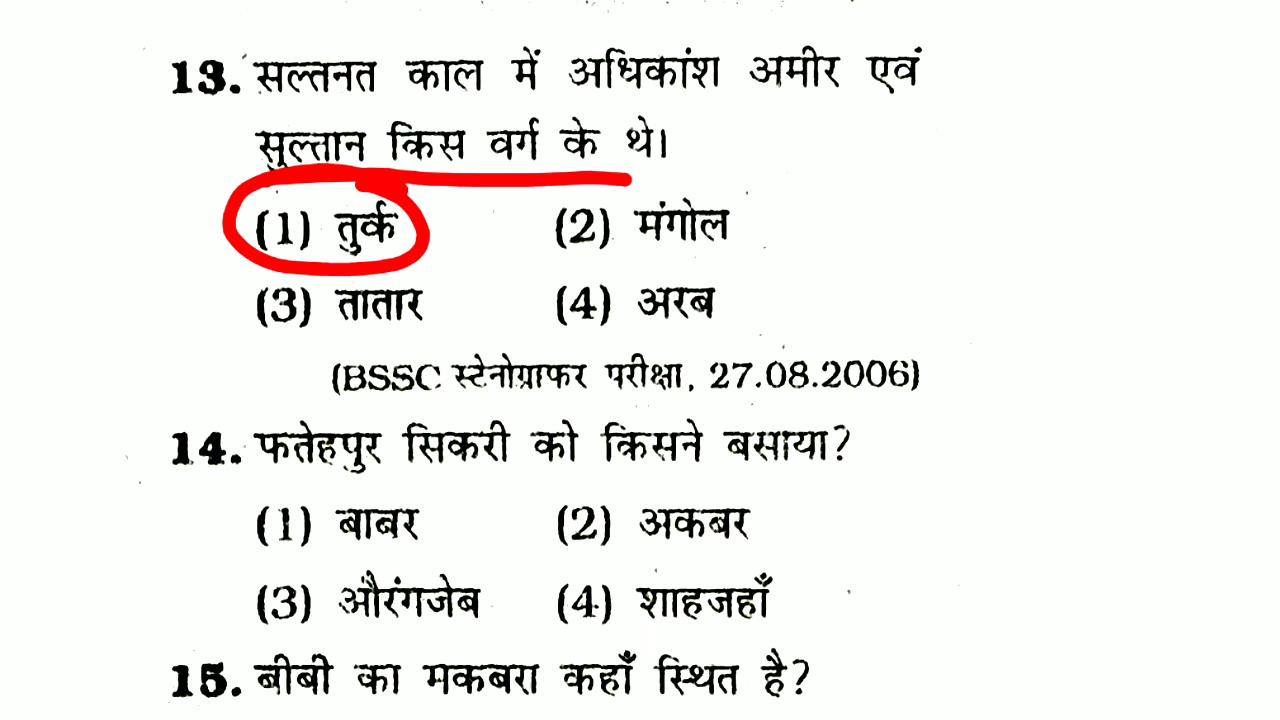 13. सल्तनत काल में अधिकांश अमीर एवं
सुल्तान किस वर्ग के थे।
(1) तुर्क (2) मंगोल
(3) तातार (4) अरब
(BSSC स्टेनोग्राफर परीक्षा, 27.08.2006)
14. फतेहपुर सिकरी को किसने बसाया?
(1) बाबर (2) अकबर
(3) औरंगजेब (4) शाहजहाँ
15. बीबी का मकबरा कहाँ स्थित है?